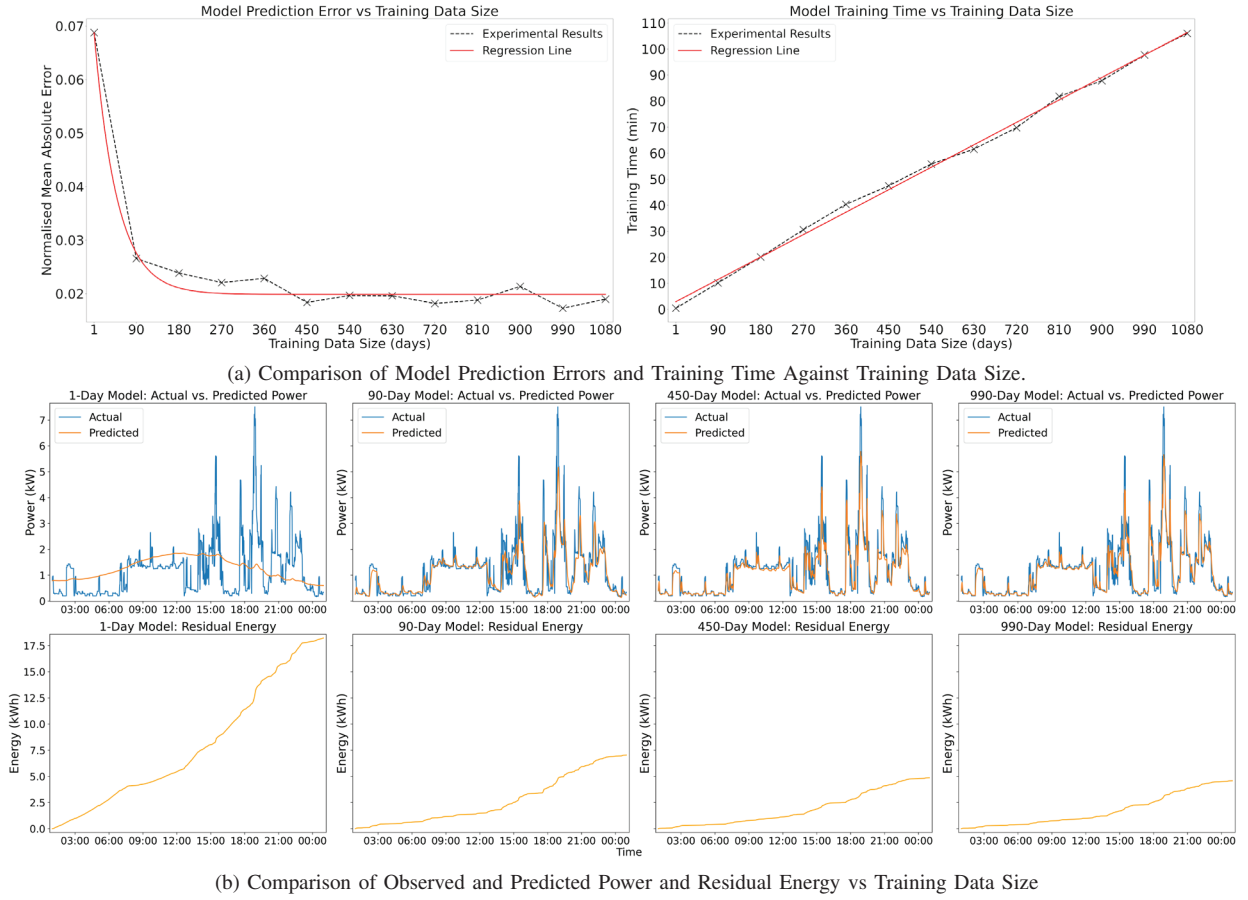 Model Prediction Error vs Training Data Size
0.07
0.06
0.05
0.04
0.03
0.02
Normalised Mean Absolute Error
Experimental Results
Regression Line
1 90 180 270 360 450 540 630 720 810 900 990 1080
Training Data Size (days)
Model Training Time vs Training Data Size
110
100
90
80
70
60
50
40
30
20
10
0
Training Time (min)
Experimental Results
Regression Line
1 90 180 270 360 450 540 630 720 810 900 990 1080
Training Data Size (days)
(a) Comparison of Model Prediction Errors and Training Time Against Training Data Size.
1-Day Model: Actual vs. Predicted Power
7
6
5
4
3
2
1
0
Power (kW)
Actual
Predicted
03:00 06:00 09:00 12:00 15:00 18:00 21:00 00:00
90-Day Model: Actual vs. Predicted Power
Power (kW)
Actual
Predicted
03:00 06:00 09:00 12:00 15:00 18:00 21:00 00:00
450-Day Model: Actual vs. Predicted Power
Power (kW)
Actual
Predicted
03:00 06:00 09:00 12:00 15:00 18:00 21:00 00:00
990-Day Model: Actual vs. Predicted Power
Power (kW)
Actual
Predicted
03:00 06:00 09:00 12:00 15:00 18:00 21:00 00:00
1-Day Model: Residual Energy
17.5
15.0
12.5
10.0
7.5
5.0
2.5
0.0
Energy (kWh)
03:00 06:00 09:00 12:00 15:00 18:00 21:00 00:00
90-Day Model: Residual Energy
Energy (kWh)
03:00 06:00 09:00 12:00 15:00 18:00 21:00 00:00
450-Day Model: Residual Energy
Energy (kWh)
03:00 06:00 09:00 12:00 15:00 18:00 21:00 00:00
990-Day Model: Residual Energy
Energy (kWh)
03:00 06:00 09:00 12:00 15:00 18:00 21:00 00:00
Time
(b) Comparison of Observed and Predicted Power and Residual Energy vs Training Data Size